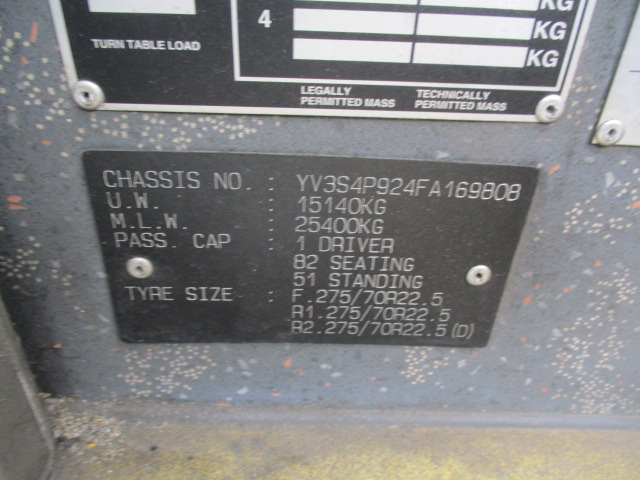 KG
4 KG
KG
TURN TABLE LOAD
LEGALLY PERMITTED MASS
TECHNICALLY PERMITTED MASS
CHASSIS NO. : YV3S4P924FA169808
U.W. : 15140KG
M.L.W. : 25400KG
PASS. CAP : 1 DRIVER
82 SEATING
51 STANDING
TYRE SIZE : F.275/70R22.5
R1.275/70R22.5
R2.275/70R22.5(D)